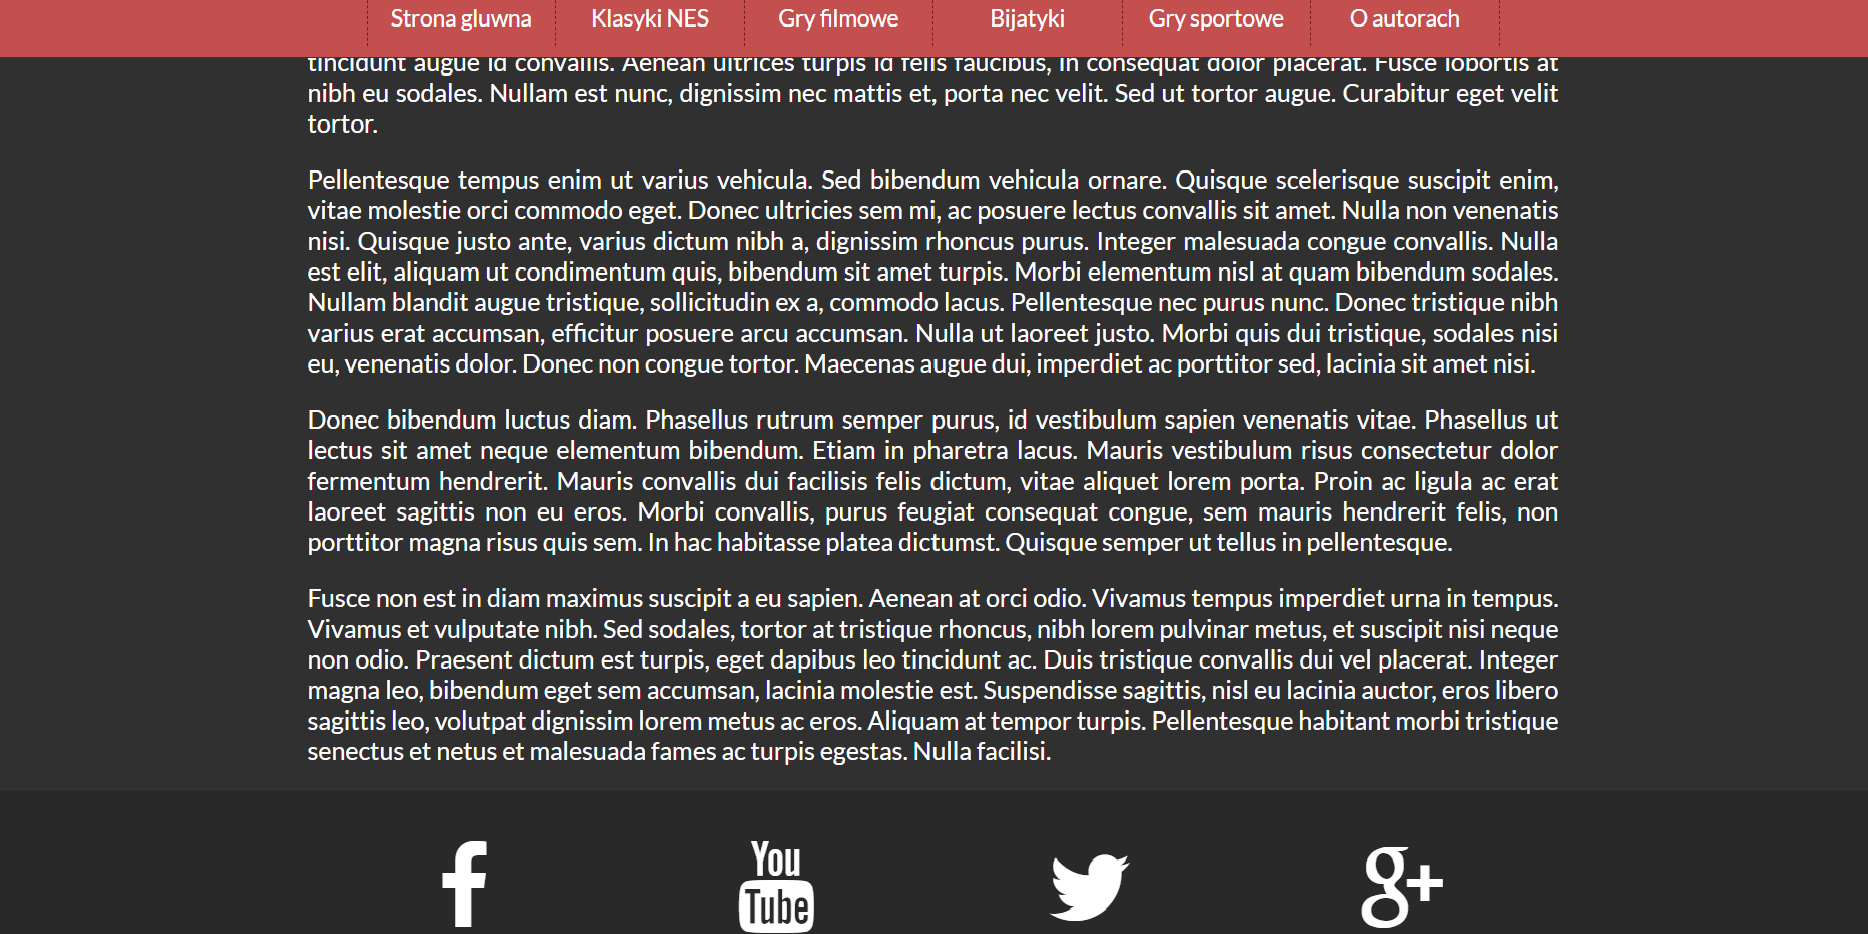 Strona gluwna
Klasyki NES
Gry filmowe
Bijatyki
Gry sportowe
O autorach
tincidunt augue id convallis. Aenean ultrices turpis id felis faucibus, in consequat dolor placerat. Fusce lobortis at
nibh eu sodales. Nullam est nunc, dignissim nec mattis et, porta nec velit. Sed ut tortor augue. Curabitur eget velit
tortor.
Pellentesque tempus enim ut varius vehicula. Sed bibendum vehicula ornare. Quisque scelerisque suscipit enim,
vitae molestie orci commodo eget. Donec ultricies sem mi, ac posuere lectus convallis sit amet. Nulla non venenatis
nisi. Quisque justo ante, varius dictum nibh a, dignissim rhoncus purus. Integer malesuada congue convallis. Nulla
est elit, aliquam ut condimentum quis, bibendum sit amet turpis. Morbi elementum nisl at quam bibendum sodales.
Nullam blandit augue tristique, sollicitudin ex a, commodo lacus. Pellentesque nec purus nunc. Donec tristique nibh
varius erat accumsan, efficitur posuere arcu accumsan. Nulla ut laoreet justo. Morbi quis dui tristique, sodales nisi
eu, venenatis dolor. Donec non congue tortor. Maecenas augue dui, imperdiet ac porttitor sed, lacinia sit amet nisi.
Donec bibendum luctus diam. Phasellus rutrum semper purus, id vestibulum sapien venenatis vitae. Phasellus ut
lectus sit amet neque elementum bibendum. Etiam in pharetra lacus. Mauris vestibulum risus consectetur dolor
fermentum hendrerit. Mauris convallis dui facilisis felis dictum, vitae aliquet lorem porta. Proin ac ligula ac erat
laoreet sagittis non eu eros. Morbi convallis, purus feugiat consequat congue, sem mauris hendrerit felis, non
porttitor magna risus quis sem. In hac habitasse platea dictumst. Quisque semper ut tellus in pellentesque.
Fusce non est in diam maximus suscipit a eu sapien. Aenean at orci odio. Vivamus tempus imperdiet urna in tempus.
Vivamus et vulputate nibh. Sed sodales, tortor at tristique rhoncus, nibh lorem pulvinar metus, et suscipit nisi neque
non odio. Praesent dictum est turpis, eget dapibus leo tincidunt ac. Duis tristique convallis dui vel placerat. Integer
magna leo, bibendum eget sem accumsan, lacinia molestie est. Suspendisse sagittis, nisl eu lacinia auctor, eros libero
sagittis leo, volutpat dignissim lorem metus ac eros. Aliquam at tempor turpis. Pellentesque habitant morbi tristique
senectus et netus et malesuada fames ac turpis egestas. Nulla facilisi.
f
You
Tube
g+